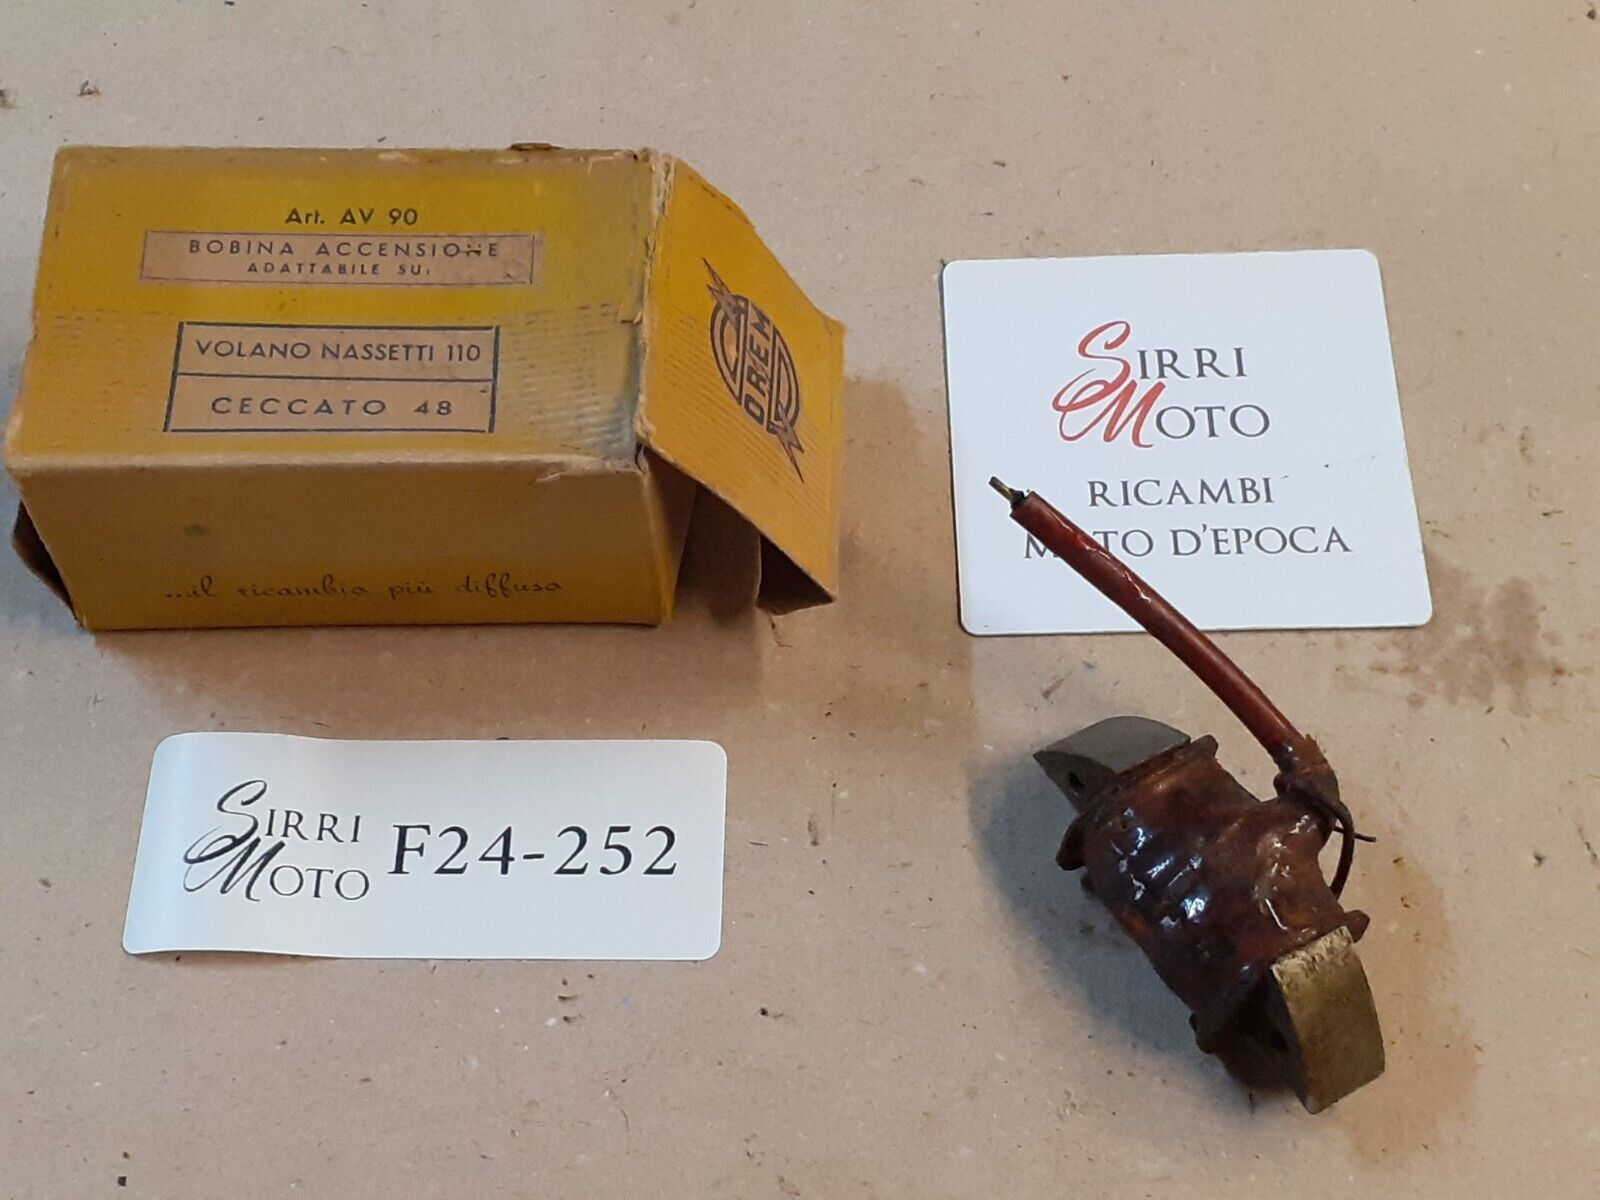 Art. AV 90
BOBINA ACCENSIONE
ADATTABILE SU:
VOLANO NASSETTI 110
CECCATO 48
...il ricambio più diffuso
OREM
SIRRI
MOTO
RICAMBI
MOTO D'EPOCA
SIRRI
MOTO
F24-252